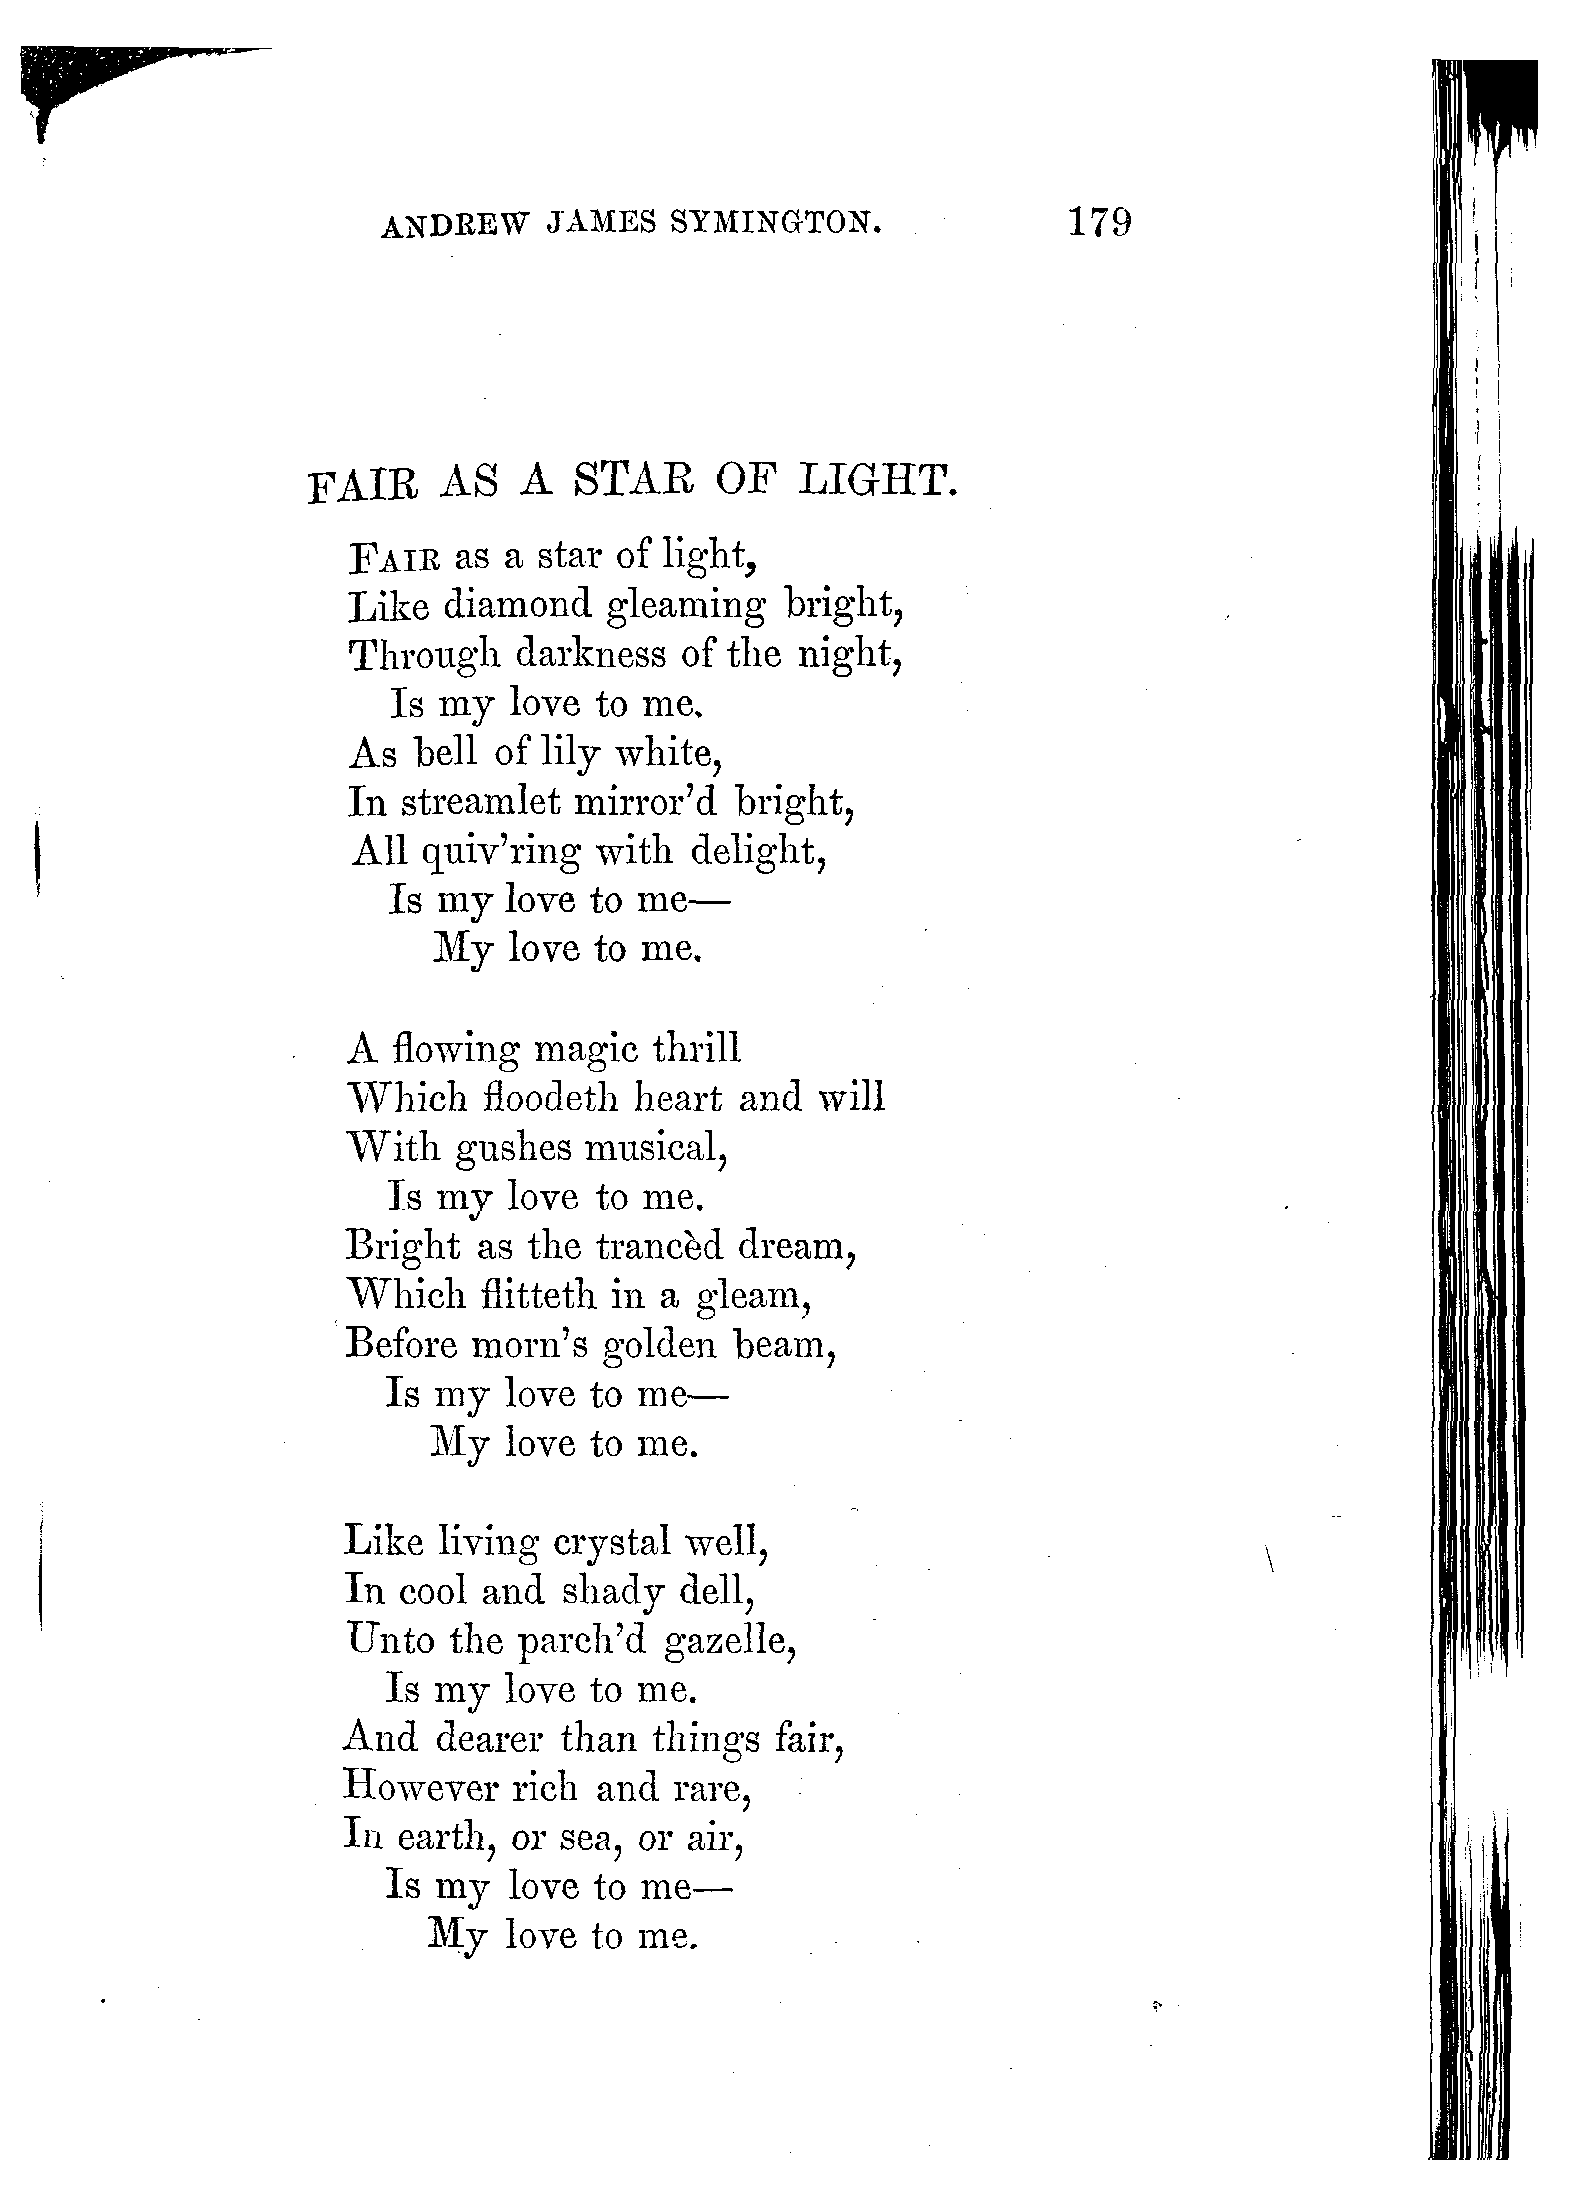 ANDREW JAMES SYMINGTON. 179
FAIR AS A STAR OF LIGHT.
FAIR as a star of light,
Like diamond gleaming bright,
Through darkness of the night,
Is my love to me.
As bell of lily white,
In streamlet mirror'd bright,
All quiv'ring with delight,
Is my love to me—
My love to me.
A flowing magic thrill
Which floodeth heart and will
With gushes musical,
Is my love to me.
Bright as the trancèd dream,
Which flitteth in a gleam,
Before morn's golden beam,
Is my love to me—
My love to me.
Like living crystal well,
In cool and shady dell,
Unto the parch'd gazelle,
Is my love to me.
And dearer than things fair,
However rich and rare,
In earth, or sea, or air,
Is my love to me—
My love to me.